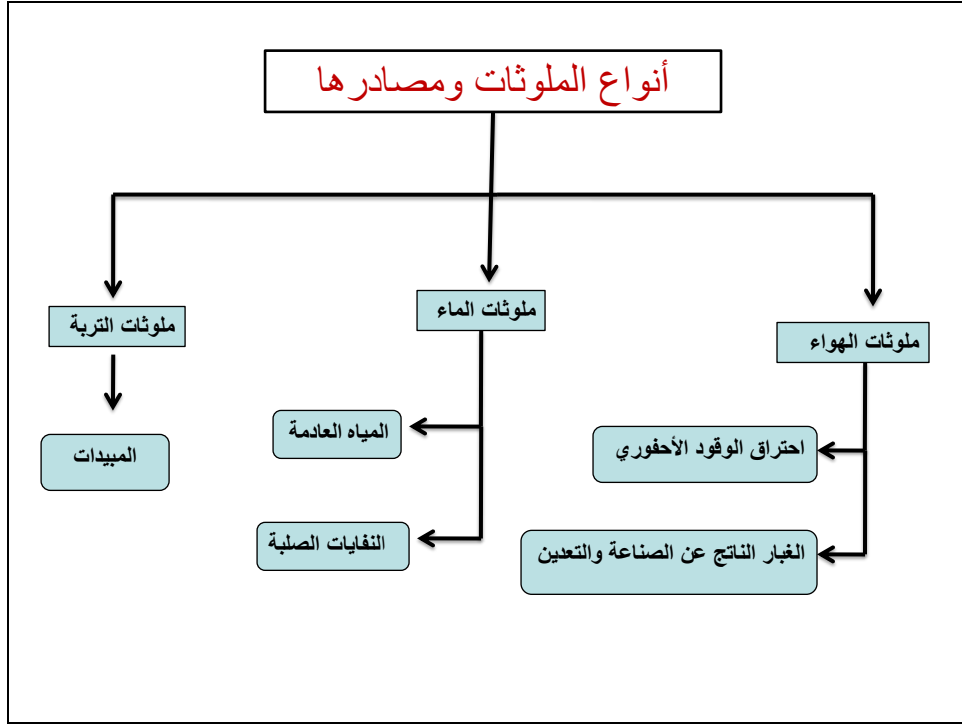 أنواع الملوثات ومصادرها
ملوثات الهواء
احتراق الوقود الأحفوري
الغبار الناتج عن الصناعة والتعدين
ملوثات الماء
المياه العادمة
النفايات الصلبة
ملوثات التربة
المبيدات